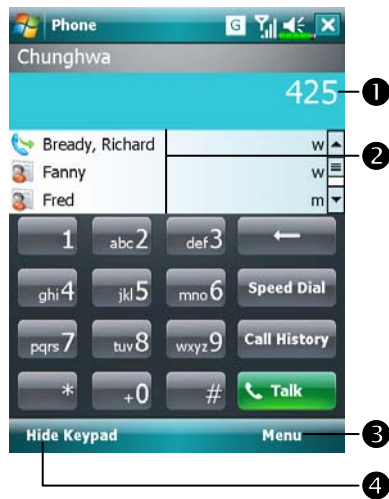 Phone G
Chunghwa
425 1
Bready, Richard w
2
Fanny w
Fred m
1 abc2 def3
ghi4 jkl5 mno6 Speed Dial
pqrs7 tuv8 wxyz9 Call History
* +0 # Talk
Hide Keypad Menu 3
4